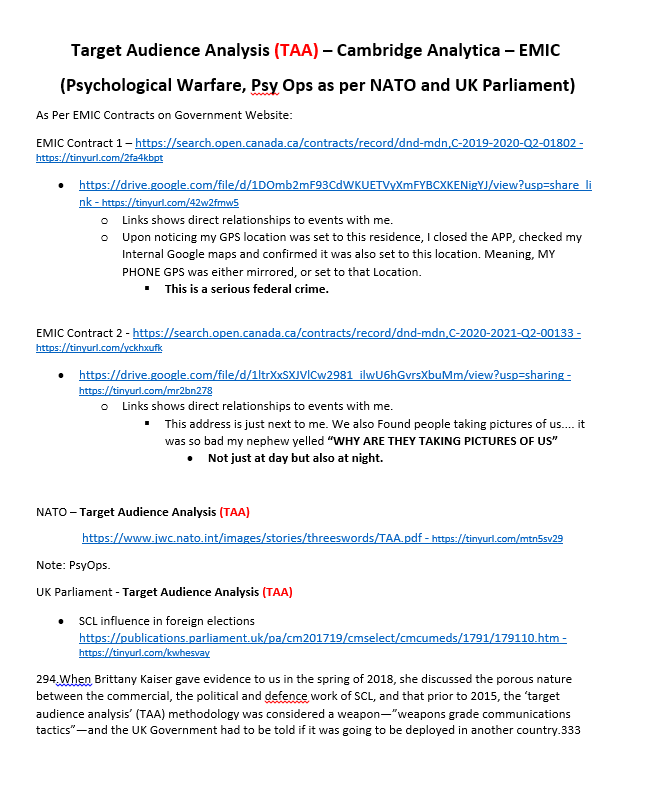 Target Audience Analysis (TAA) – Cambridge Analytica – EMIC
(Psychological Warfare, Psy Ops as per NATO and UK Parliament)
As Per EMIC Contracts on Government Website:
EMIC Contract 1 – https://search.open.canada.ca/contracts/record/dnd-mdn,C-2019-2020-Q2-01802 -
https://tinyurl.com/2fa4kbpt
• https://drive.google.com/file/d/1DOmb2mF93CdWKUETVyXmFYBCXKENigYJ/view?usp=share_li
nk - https://tinyurl.com/42w2fmw5
o Links shows direct relationships to events with me.
o Upon noticing my GPS location was set to this residence, I closed the APP, checked my
Internal Google maps and confirmed it was also set to this location. Meaning, MY
PHONE GPS was either mirrored, or set to that Location.
▪ This is a serious federal crime.
EMIC Contract 2 - https://search.open.canada.ca/contracts/record/dnd-mdn,C-2020-2021-Q2-00133 -
https://tinyurl.com/yckhxufk
• https://drive.google.com/file/d/1ltrXxSXJVlCw2981_ilwU6hGvrsXbuMm/view?usp=sharing -
https://tinyurl.com/mr2bn278
o Links shows direct relationships to events with me.
▪ This address is just next to me. We also Found people taking pictures of us.... it
was so bad my nephew yelled “WHY ARE THEY TAKING PICTURES OF US”
• Not just at day but also at night.
NATO – Target Audience Analysis (TAA)
https://www.jwc.nato.int/images/stories/threeswords/TAA.pdf - https://tinyurl.com/mtn5sv29
Note: PsyOps.
UK Parliament - Target Audience Analysis (TAA)
• SCL influence in foreign elections
https://publications.parliament.uk/pa/cm201719/cmselect/cmcumeds/1791/179110.htm -
https://tinyurl.com/kwhesvay
294.When Brittany Kaiser gave evidence to us in the spring of 2018, she discussed the porous nature
between the commercial, the political and defence work of SCL, and that prior to 2015, the ‘target
audience analysis’ (TAA) methodology was considered a weapon—”weapons grade communications
tactics”—and the UK Government had to be told if it was going to be deployed in another country.333